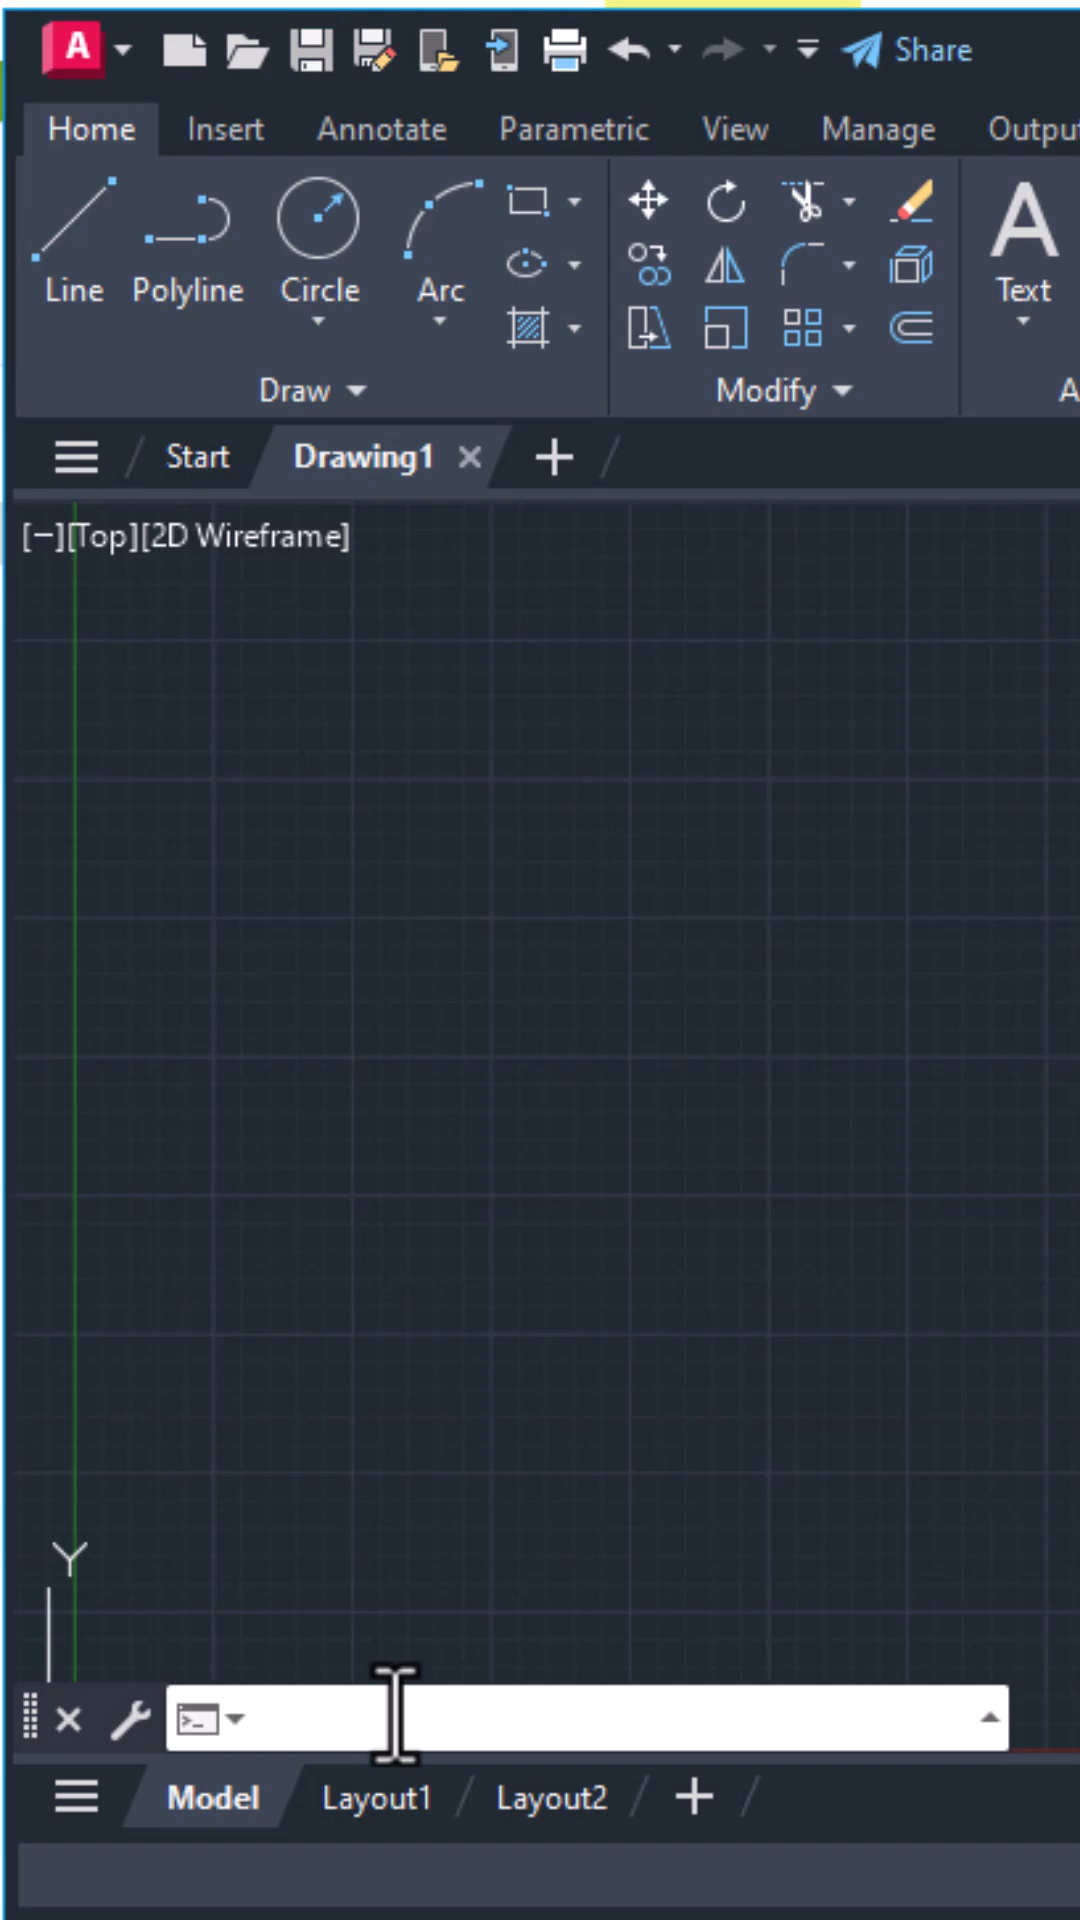 A
Share
Home Insert Annotate Parametric View Manage Outpu
Line Polyline Circle Arc
A
Text
Draw Modify A
Start Drawing1
[−][Top][2D Wireframe]
Y
>_
Model Layout1 Layout2